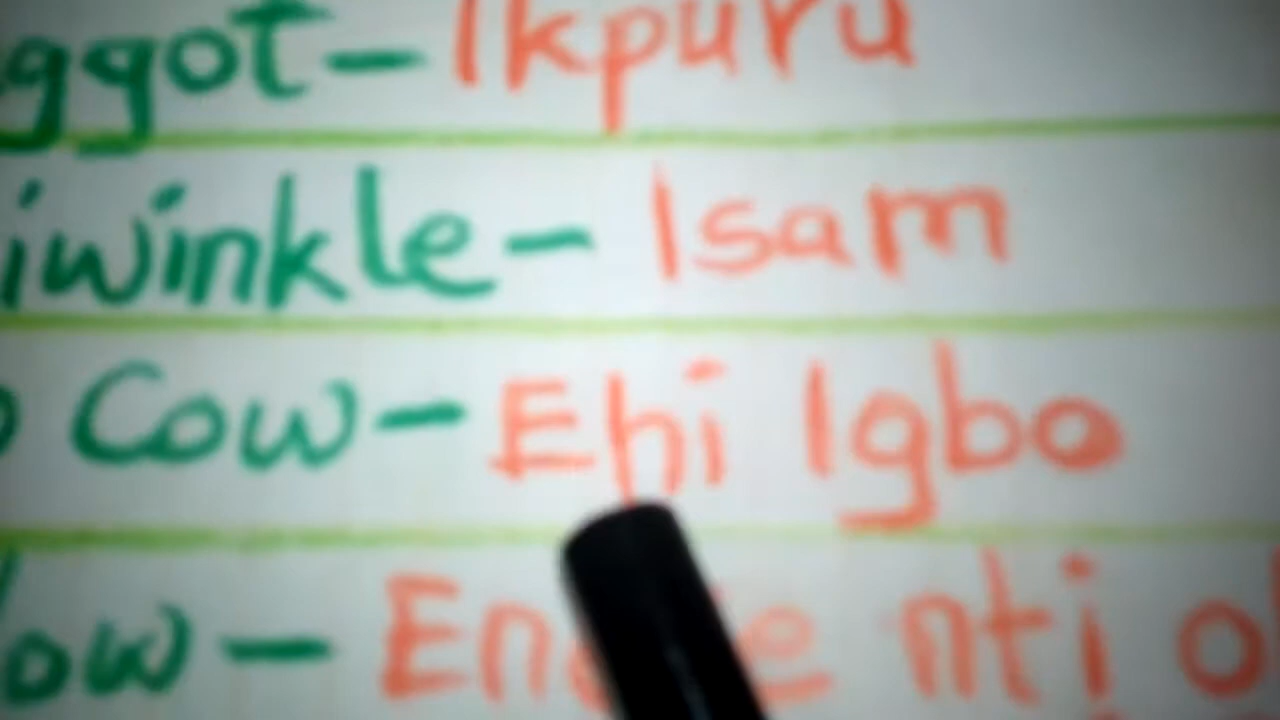 ggot - Ikpuru
iwinkle - Isam
Cow - Ehi Igbo
ow - nti